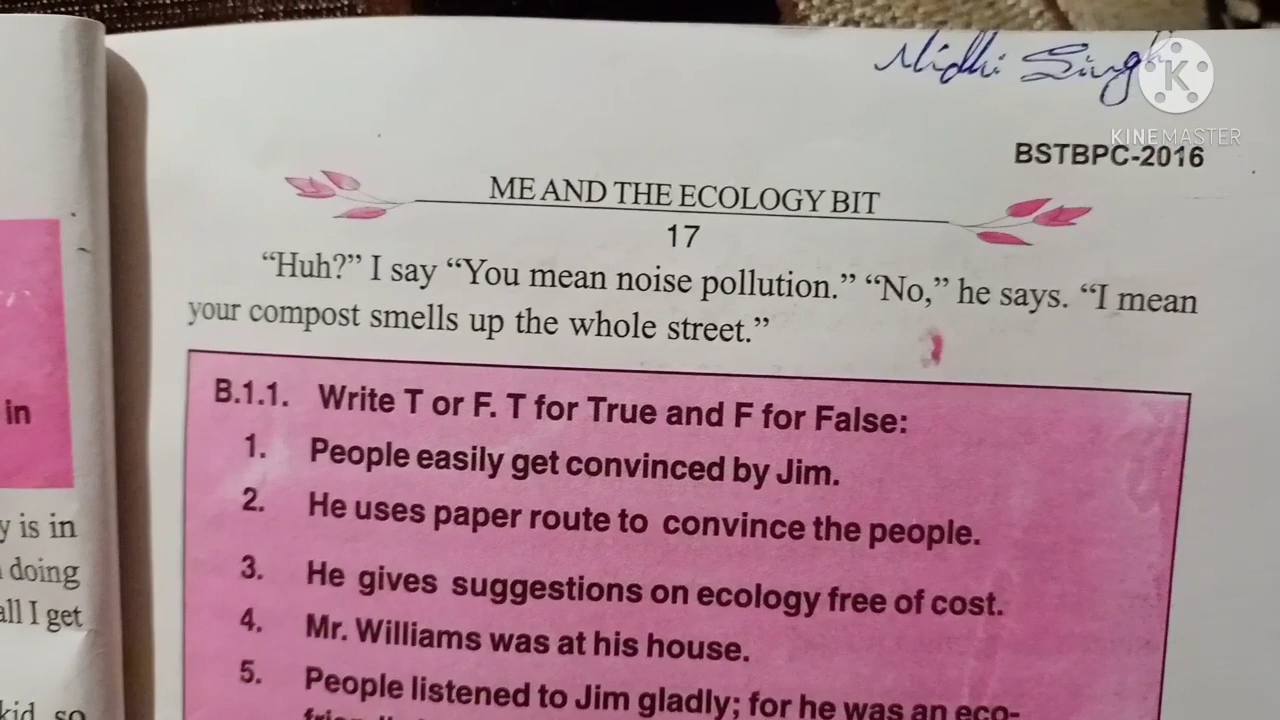 Nidhi Singh
KINEMASTER
BSTBPC-2016
ME AND THE ECOLOGY BIT
17
“Huh?” I say “You mean noise pollution.” “No,” he says. “I mean
your compost smells up the whole street.”
B.1.1. Write T or F. T for True and F for False:
1. People easily get convinced by Jim.
2. He uses paper route to convince the people.
3. He gives suggestions on ecology free of cost.
4. Mr. Williams was at his house.
5. People listened to Jim gladly; for he was an eco-
in
y is in
doing
all I get
kid, so